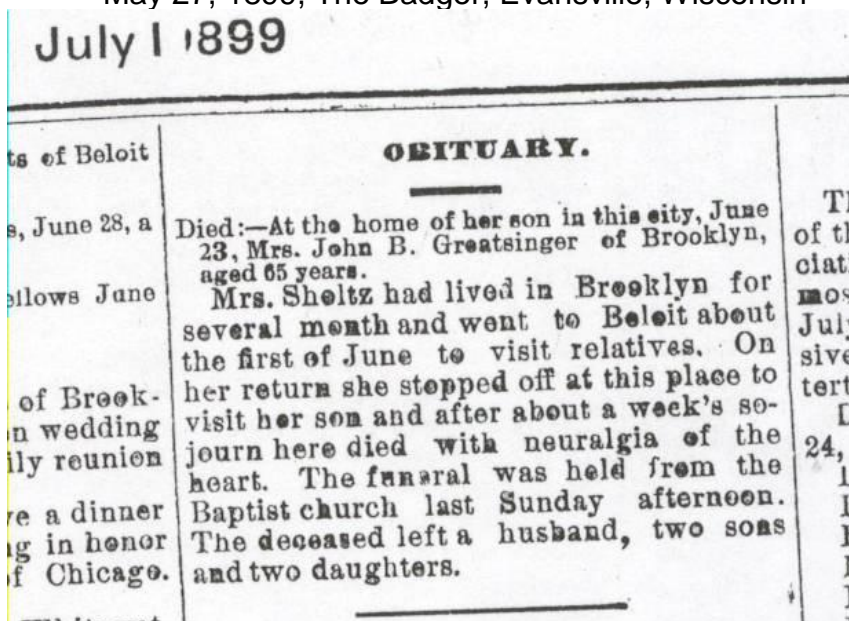 May 27, 1890, The Badger, Evansville, Wisconsin
July 1 1899
ts of Beloit
s, June 28, a
ellows June
of Brook-
n wedding
ily reunion
ve a dinner
ng in honor
of Chicago.
OBITUARY.
Died:—At the home of her son in this city, June
23, Mrs. John B. Greatsinger of Brooklyn,
aged 65 years.
Mrs. Sheltz had lived in Brooklyn for
several month and went to Beloit about
the first of June to visit relatives. On
her return she stopped off at this place to
visit her son and after about a week's so-
journ here died with neuralgia of the
heart. The funaral was held from the
Baptist church last Sunday afternoon.
The deceased left a husband, two sons
and two daughters.
Th
of th
ciat
mos
July
sive
tert
D
24,